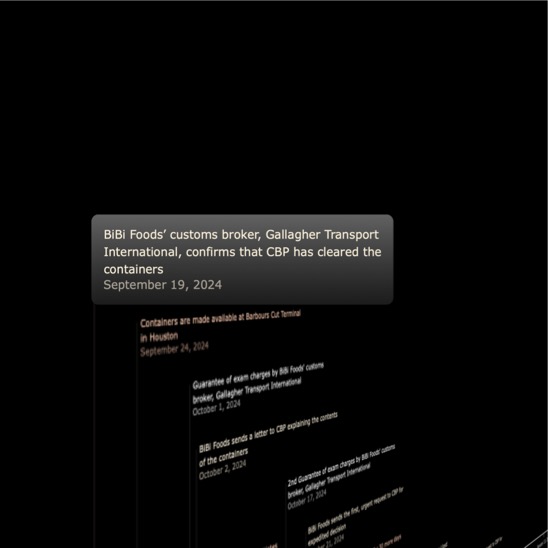 BiBi Foods’ customs broker, Gallagher Transport
International, confirms that CBP has cleared the
containers
September 19, 2024
Containers are made available at Barbours Cut Terminal
in Houston
September 24, 2024
Guarantee of exam charges by BiBi Foods' customs
broker, Gallagher Transport International
October 1, 2024
BiBi Foods sends a letter to CBP explaining the contents
of the containers
October 2, 2024
2nd Guarantee of exam charges by BiBi Foods' customs
broker, Gallagher Transport International
October 17, 2024
BiBi Foods sends the first, urgent request to CBP for
expedited decision
21, 2024
more days